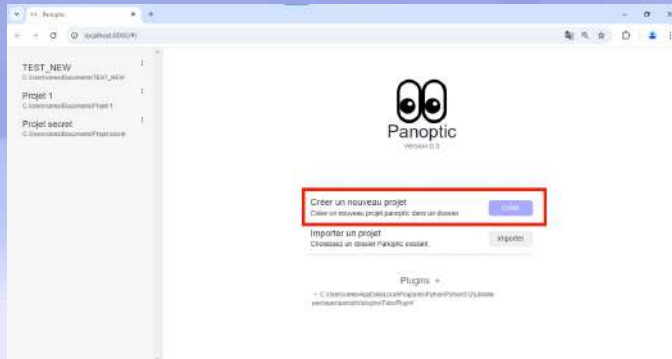 Panoptic
localhost:8000/#/
TEST_NEW
Projet 1
Projet secret
Panoptic
Version 0.3
Créer un nouveau projet
Créer un nouveau projet panoptic dans un dossier
Créer
Importer un projet
Choisissez un dossier Panoptic existant
Importer
Plugins +